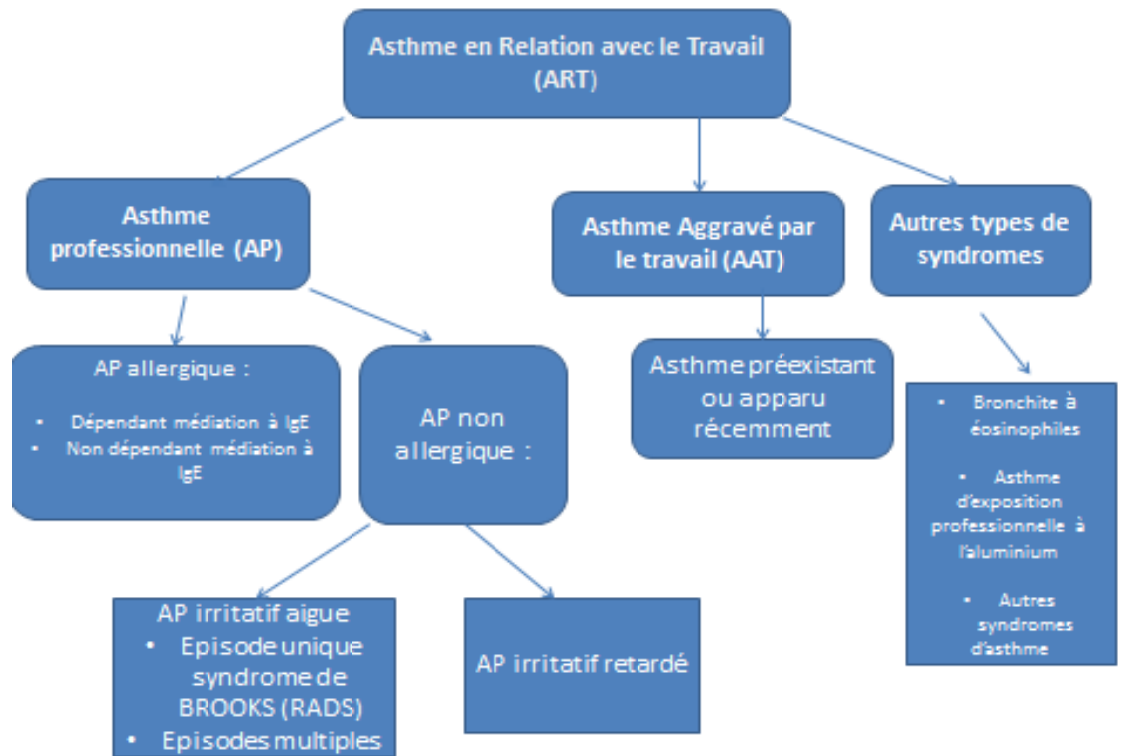 Asthme en Relation avec le Travail
(ART)
Asthme
professionnelle (AP)
Asthme Aggravé par
le travail (AAT)
Autres types de
syndromes
AP allergique :
• Dépendant médiation à IgE
• Non dépendant médiation à
IgE
AP non
allergique :
Asthme préexistant
ou apparu
récemment
• Bronchite à
éosinophiles
• Asthme
d'exposition
professionnelle à
l'aluminium
• Autres
syndromes
d'asthme
AP irritatif aigue
• Episode unique
syndrome de
BROOKS (RADS)
• Episodes multiples
AP irritatif retardé